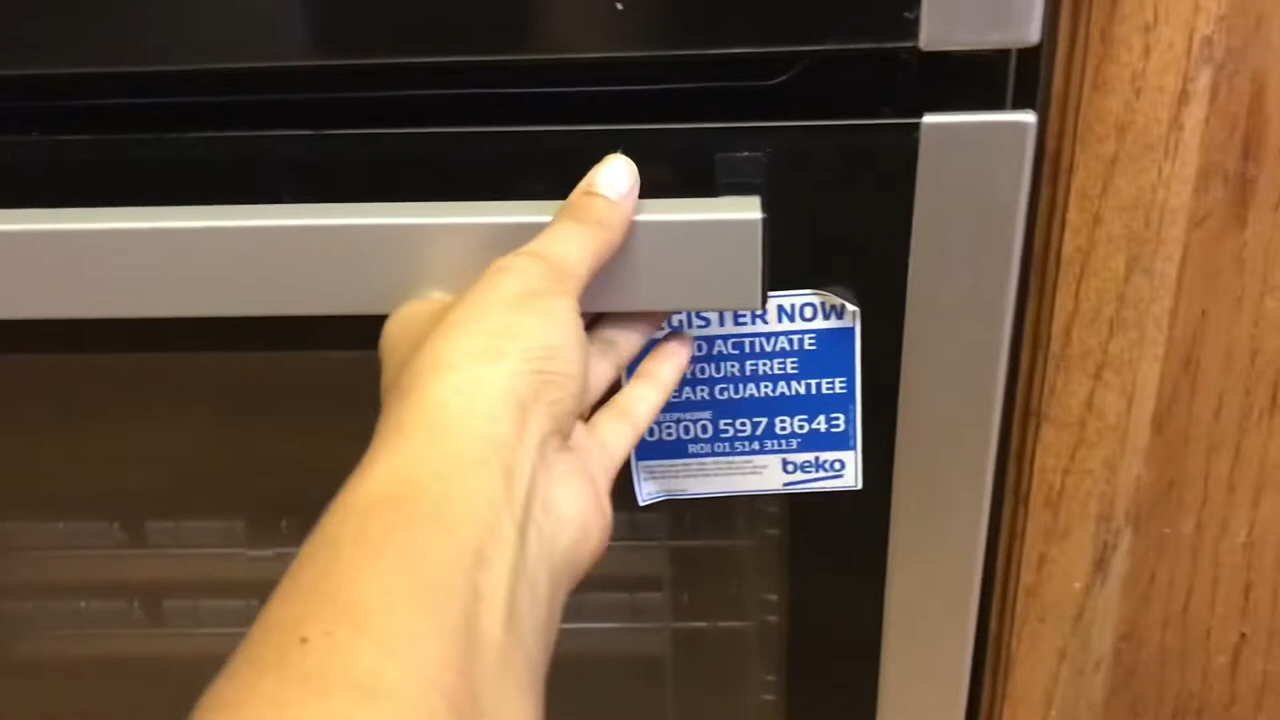 EGISTER NOW
O ACTIVATE
YOUR FREE
EAR GUARANTEE
0800 597 8643
ROI 01 514 3113*
beko